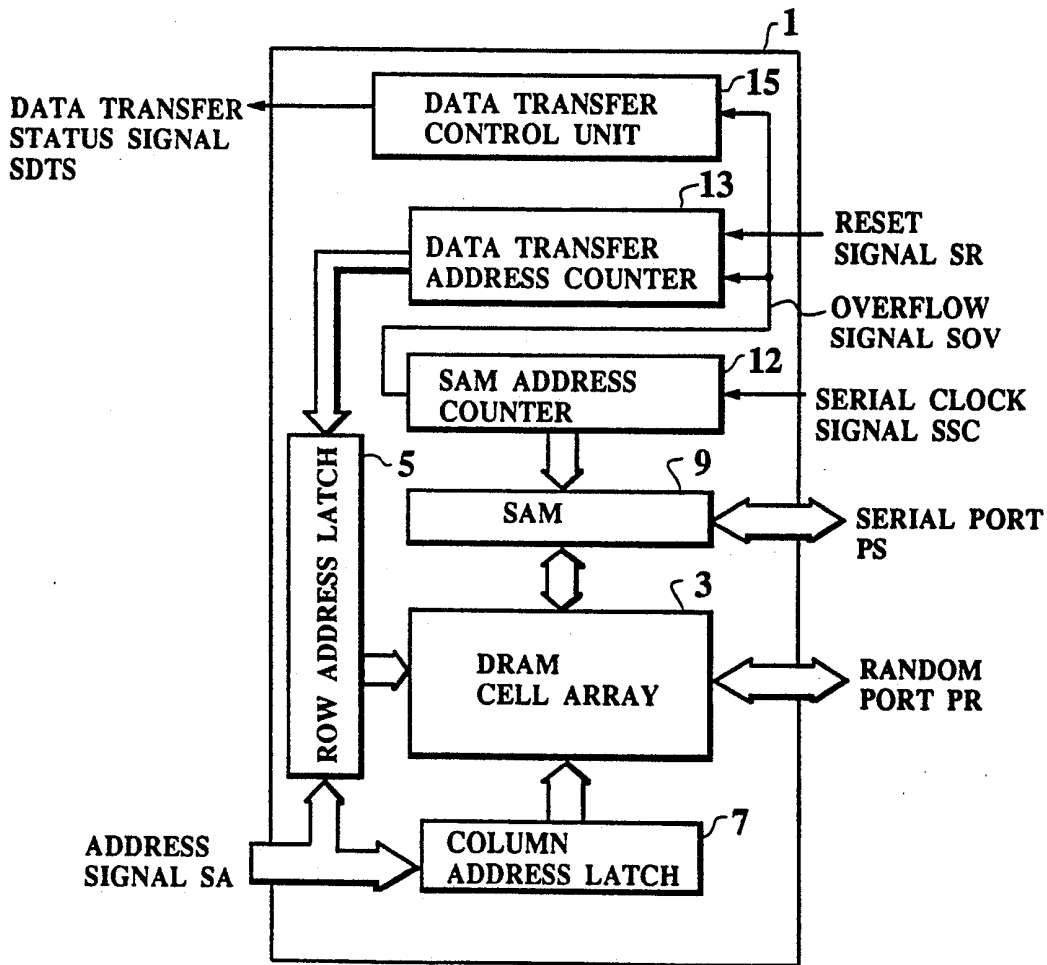 1
15
DATA TRANSFER
CONTROL UNIT
DATA TRANSFER
STATUS SIGNAL
SDTS
13
DATA TRANSFER
ADDRESS COUNTER
RESET
SIGNAL SR
OVERFLOW
SIGNAL SOV
12
SAM ADDRESS
COUNTER
SERIAL CLOCK
SIGNAL SSC
5
ROW ADDRESS LATCH
9
SAM
SERIAL PORT
PS
3
DRAM
CELL ARRAY
RANDOM
PORT PR
7
COLUMN
ADDRESS LATCH
ADDRESS
SIGNAL SA